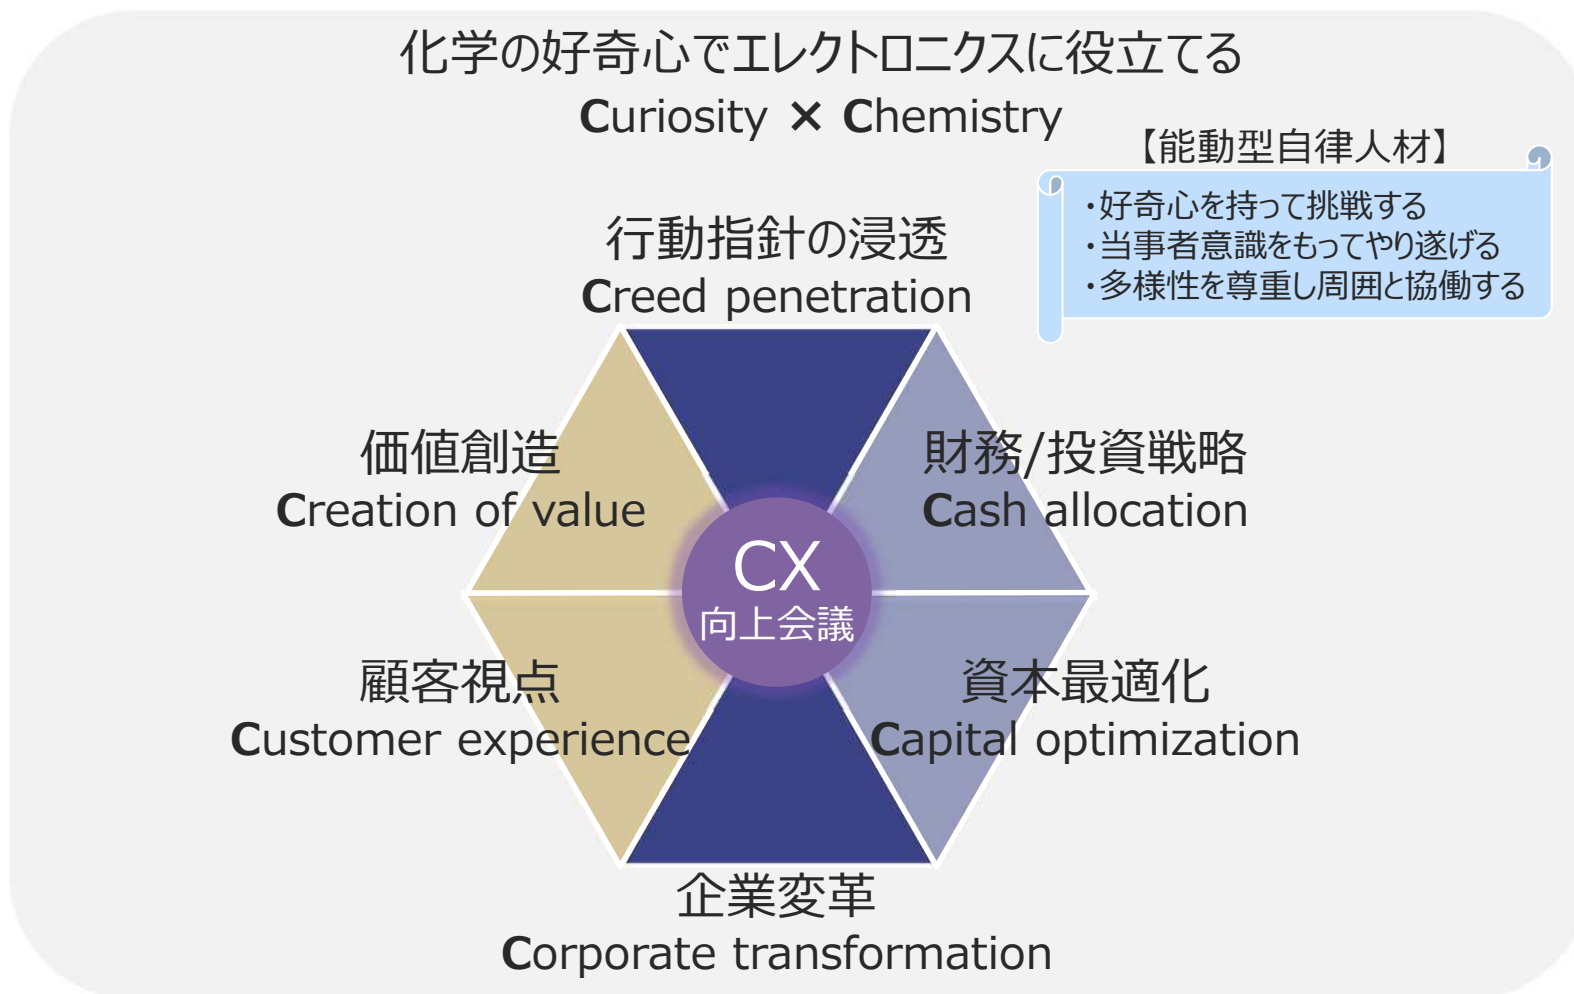 化学の好奇心でエレクトロニクスに役立てる
Curiosity × Chemistry
【能動型自律人材】
・好奇心を持って挑戦する
・当事者意識をもってやり遂げる
・多様性を尊重し周囲と協働する
行動指針の浸透
Creed penetration
価値創造
Creation of value
財務/投資戦略
Cash allocation
CX
向上会議
顧客視点
Customer experience
資本最適化
Capital optimization
企業変革
Corporate transformation